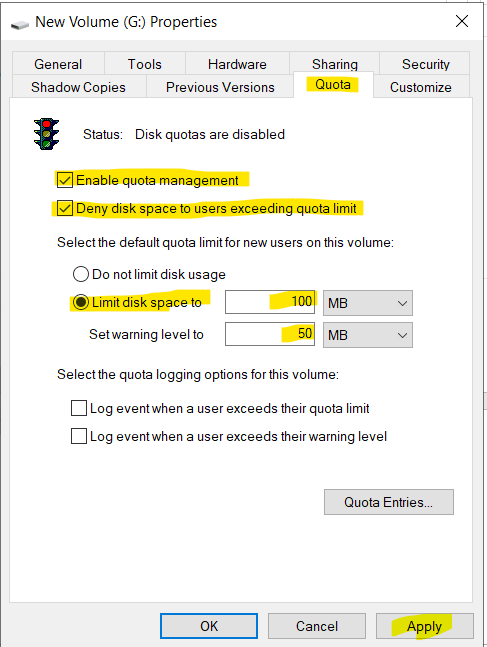 New Volume (G:) Properties
General Tools Hardware Sharing Security
Shadow Copies Previous Versions Quota Customize
Status: Disk quotas are disabled
Enable quota management
Deny disk space to users exceeding quota limit
Select the default quota limit for new users on this volume:
Do not limit disk usage
Limit disk space to 100 MB
Set warning level to 50 MB
Select the quota logging options for this volume:
Log event when a user exceeds their quota limit
Log event when a user exceeds their warning level
Quota Entries...
OK Cancel Apply